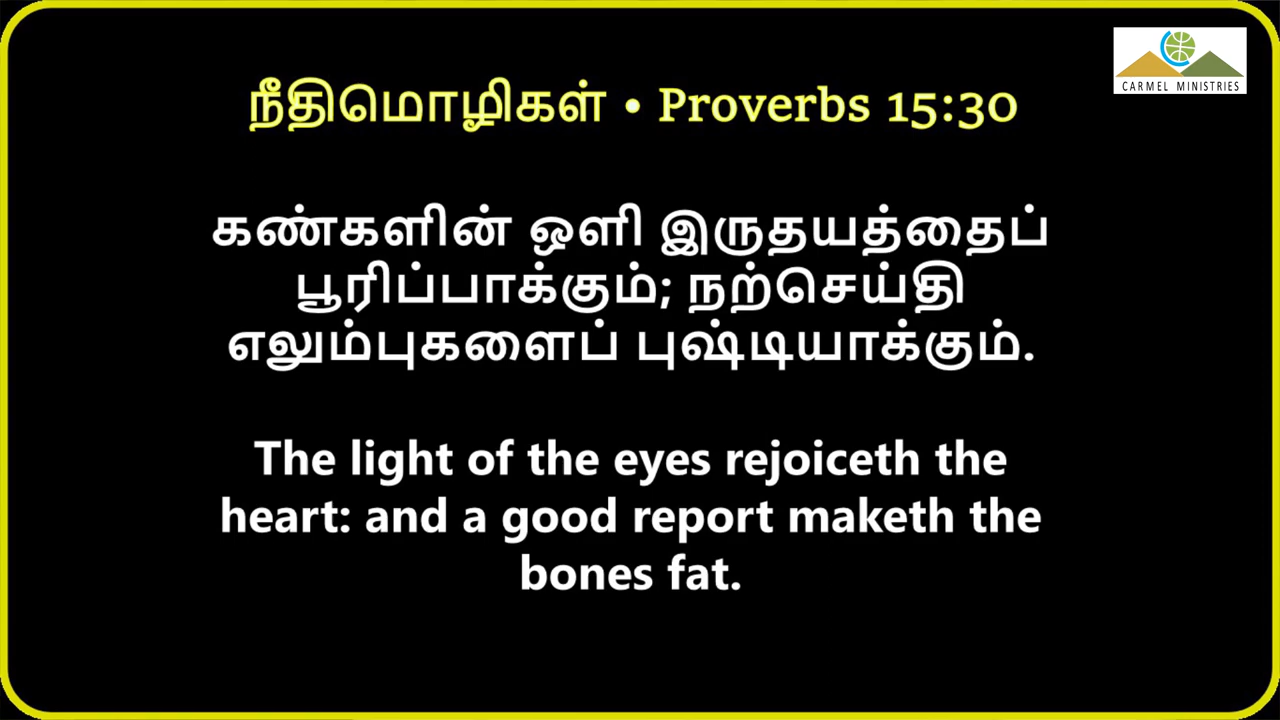 CARMEL MINISTRIES
நீதிமொழிகள் • Proverbs 15:30
கண்களின் ஒளி இருதயத்தைப்
பூரிப்பாக்கும்; நற்செய்தி
எலும்புகளைப் புஷ்டியாக்கும்.
The light of the eyes rejoiceth the
heart: and a good report maketh the
bones fat.